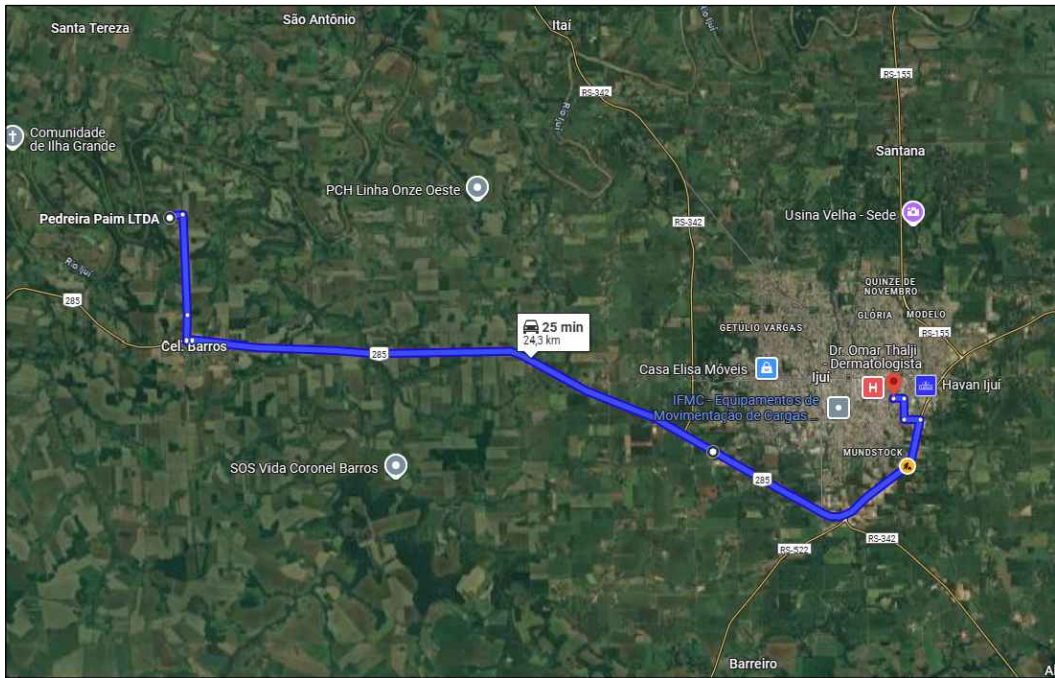 Santa Tereza
São Antônio
Itaí
Rio Ijuí
RS-342
RS-155
Rio Ijuí
Comunidade
de Ilha Grande
Santana
PCH Linha Onze Oeste
Pedreira Paim LTDA
RS-342
Usina Velha - Sede
Rio Ijuí
285
QUINZE DE
NOVEMBRO
GLÓRIA
MODELO
GETÚLIO VARGAS
RS-155
25 min
24,3 km
Cel. Barros
285
Dr. Omar Thalji
Dermatologista
Casa Elisa Móveis
Ijuí
H
Havan Ijuí
IFMC - Equipamentos de
Movimentação de Cargas ...
MUNDSTOCK
SOS Vida Coronel Barros
285
RS-342
RS-522
Barreiro